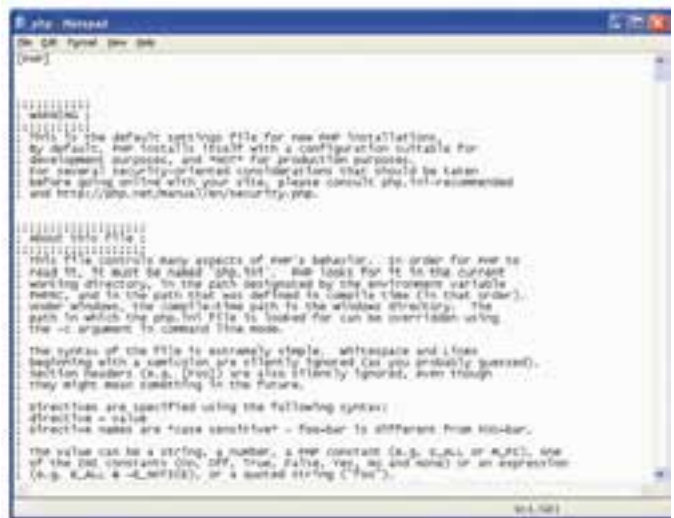 php - Notepad
File Edit Format View Help
[PHP]
;;;;;;;;;;;
; WARNING ;
;;;;;;;;;;;
; This is the default settings file for new PHP installations.
; By default, PHP installs itself with a configuration suitable for
; development purposes, and *NOT* for production purposes.
; For several security-oriented considerations that should be taken
; before going online with your site, please consult php.ini-recommended
; and http://php.net/manual/en/security.php.
;;;;;;;;;;;;;;;;;;;
; About this file ;
;;;;;;;;;;;;;;;;;;;
; This file controls many aspects of PHP's behavior. In order for PHP to
; read it, it must be named 'php.ini'. PHP looks for it in the current
; working directory, in the path designated by the environment variable
; PHPRC, and in the path that was defined in compile time (in that order).
; Under Windows, the compile-time path is the Windows directory. The
; path in which the php.ini file is looked for can be overridden using
; the -c argument in command line mode.
; The syntax of the file is extremely simple. Whitespace and Lines
; beginning with a semicolon are silently ignored (as you probably guessed).
; Section headers (e.g. [Foo]) are also silently ignored, even though
; they might mean something in the future.
; Directives are specified using the following syntax:
; directive = value
; Directive names are *case sensitive* - foo=bar is different from FOO=bar.
; The value can be a string, a number, a PHP constant (e.g. E_ALL or M_PI), one
; of the INI constants (On, Off, True, False, Yes, No and None) or an expression
; (e.g. E_ALL & ~E_NOTICE), or a quoted string ("foo").